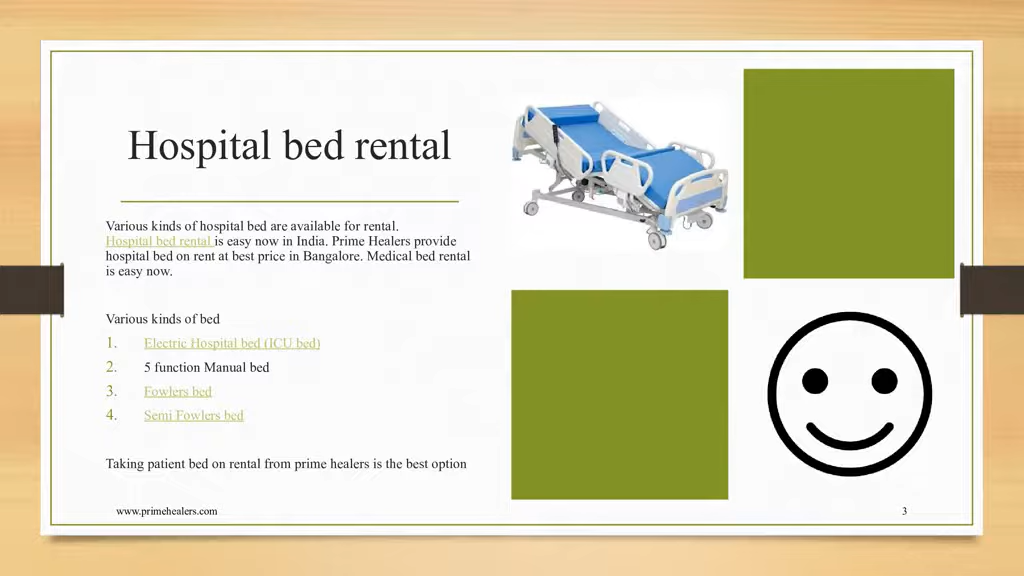 Hospital bed rental
Various kinds of hospital bed are available for rental.
Hospital bed rental is easy now in India. Prime Healers provide
hospital bed on rent at best price in Bangalore. Medical bed rental
is easy now.
Various kinds of bed
1. Electric Hospital bed (ICU bed)
2. 5 function Manual bed
3. Fowlers bed
4. Semi Fowlers bed
Taking patient bed on rental from prime healers is the best option
www.primehealers.com
3